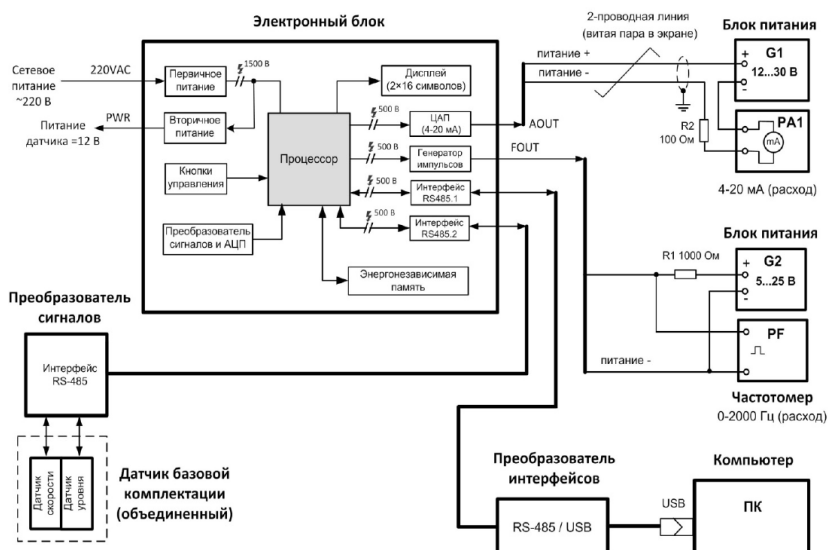 Электронный блок
Сетевое
питание
~220 В
220VAC
Питание
датчика =12 В
PWR
Первичное
питание
1500 В
Вторичное
питание
Кнопки
управления
Преобразователь
сигналов и АЦП
Процессор
Дисплей
(2×16 символов)
500 В
ЦАП
(4-20 мА)
AOUT
500 В
Генератор
импульсов
FOUT
500 В
Интерфейс
RS485.1
500 В
Интерфейс
RS485.2
Энергонезависимая
память
2-проводная линия
(витая пара в экране)
питание +
питание -
Блок питания
G1
+
12...30 В
-
R2
100 Ом
PA1
mA
4-20 мА (расход)
Блок питания
R1 1000 Ом
G2
+
5...25 В
-
PF
питание -
Частотомер
0-2000 Гц (расход)
Преобразователь
сигналов
Интерфейс
RS-485
Датчик
скорости
Датчик
уровня
Датчик базовой
комплектации
(объединенный)
Преобразователь
интерфейсов
RS-485 / USB
USB
Компьютер
ПК